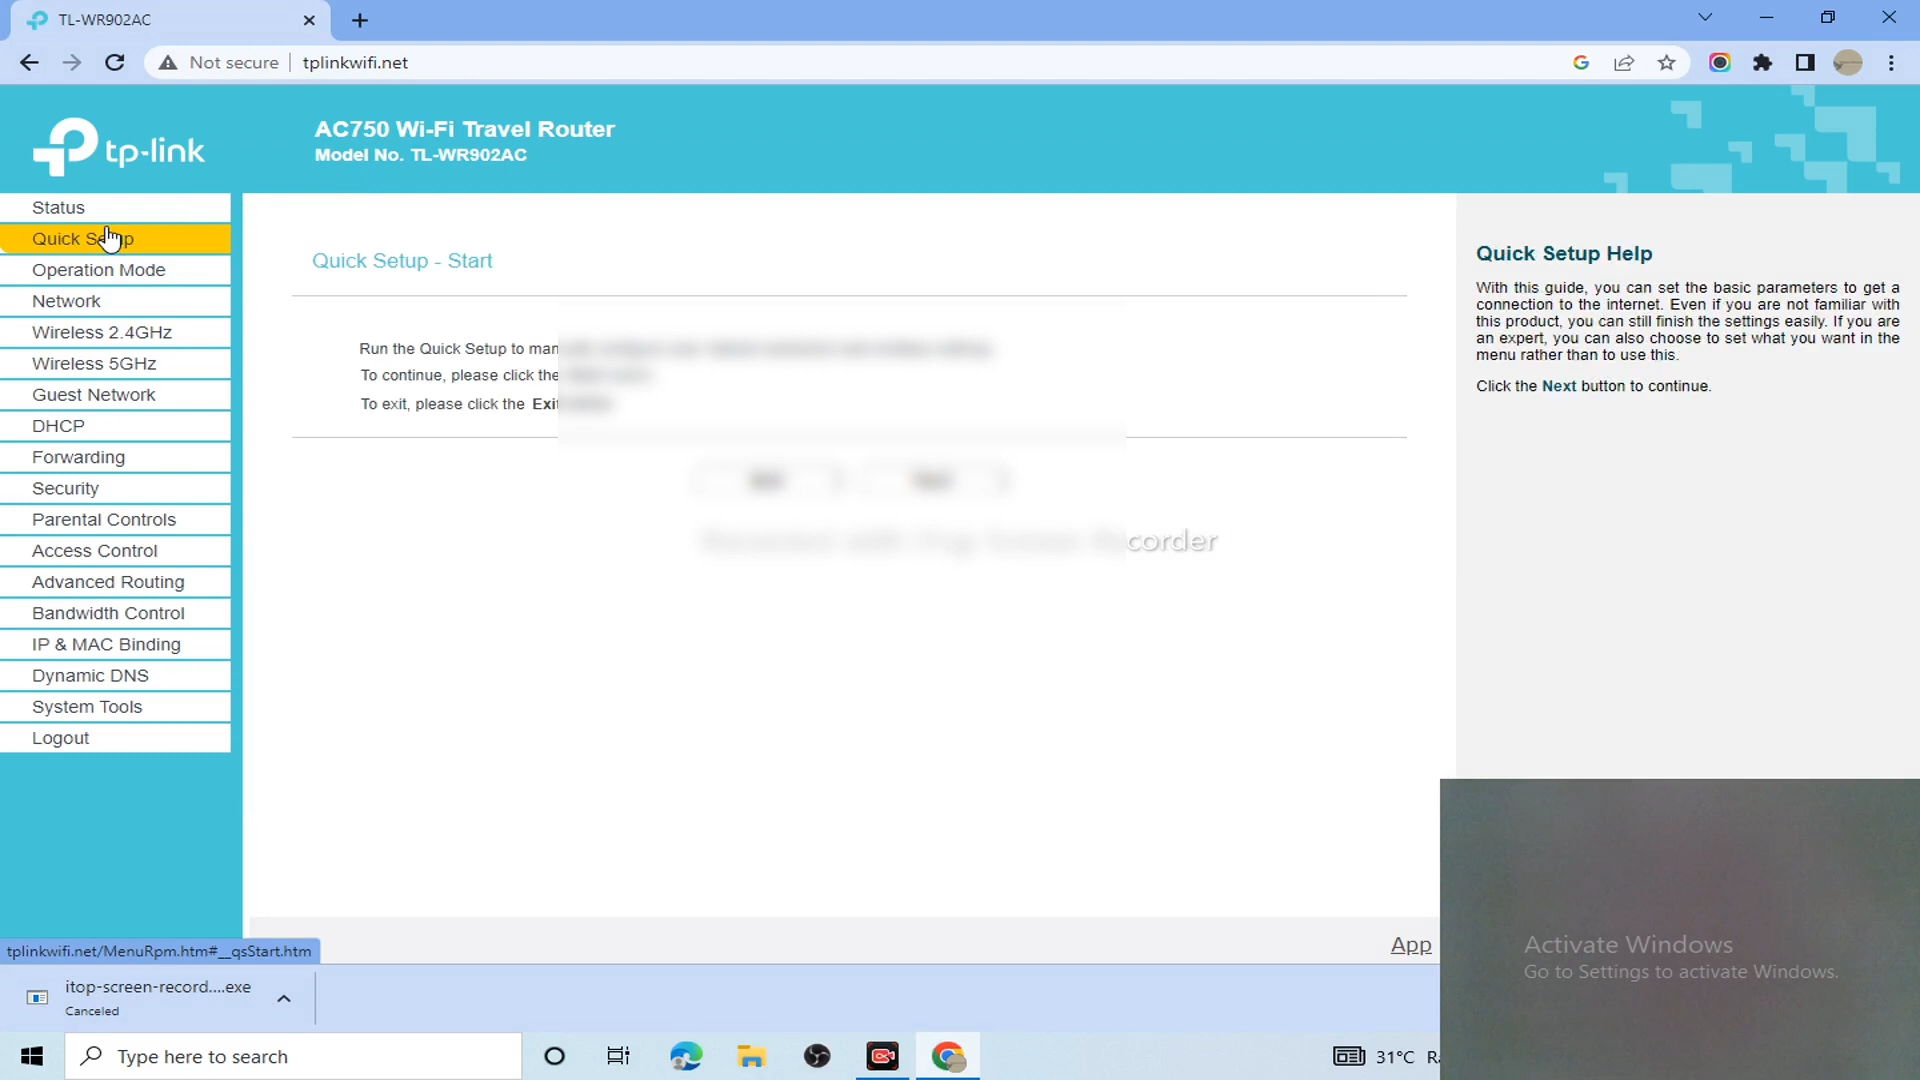 TL-WR902AC
Not secure
tplinkwifi.net
tp-link
AC750 Wi-Fi Travel Router
Model No. TL-WR902AC
Status
Quick Setup
Operation Mode
Network
Wireless 2.4GHz
Wireless 5GHz
Guest Network
DHCP
Forwarding
Security
Parental Controls
Access Control
Advanced Routing
Bandwidth Control
IP & MAC Binding
Dynamic DNS
System Tools
Logout
Quick Setup - Start
Run the Quick Setup to
To continue, please click the
To exit, please click the Exit
corder
Quick Setup Help
With this guide, you can set the basic parameters to get a
connection to the internet. Even if you are not familiar with
this product, you can still finish the settings easily. If you are
an expert, you can also choose to set what you want in the
menu rather than to use this.
Click the Next button to continue.
App
Activate Windows
Go to Settings to activate Windows.
tplinkwifi.net/MenuRpm.htm#__qsStart.htm
itop-screen-record....exe
Canceled
Type here to search
31°C